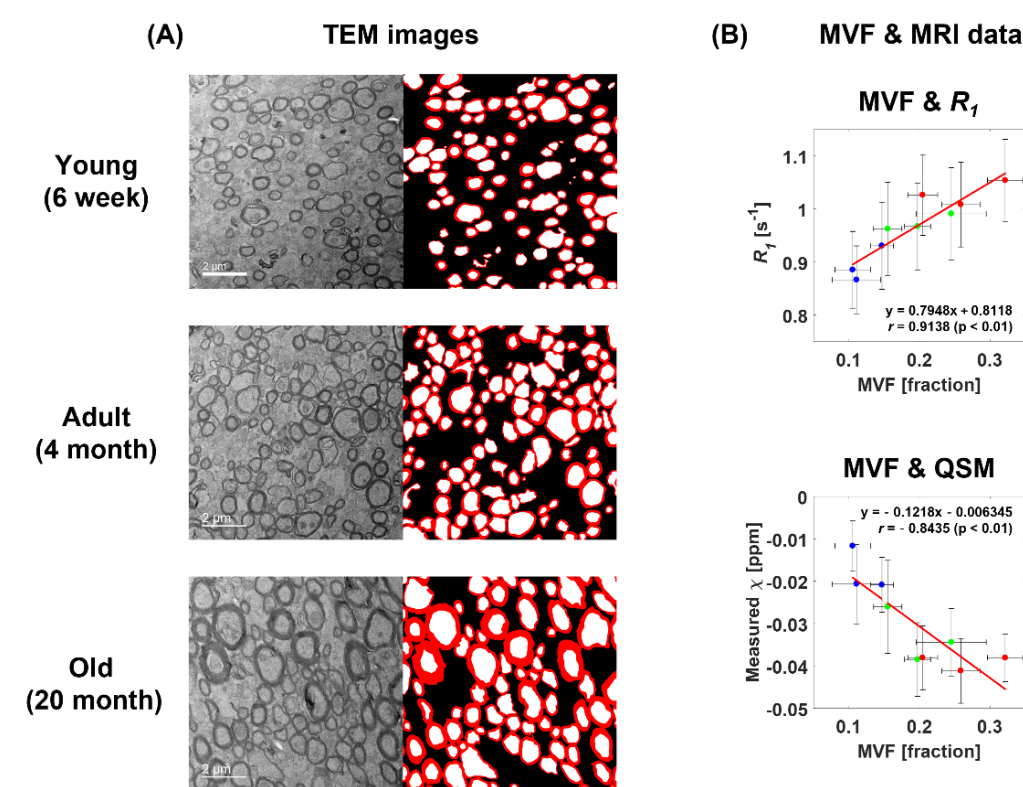 (A)
TEM images
Young
(6 week)
2 μm
Adult
(4 month)
2 μm
Old
(20 month)
2 μm
(B)
MVF & MRI data
MVF & R1
1.1
1
0.9
0.8
R1 [s-1]
y = 0.7948x + 0.8118
r = 0.9138 (p < 0.01)
0.1
0.2
0.3
MVF [fraction]
MVF & QSM
0
-0.01
-0.02
-0.03
-0.04
-0.05
Measured χ [ppm]
y = - 0.1218x - 0.006345
r = - 0.8435 (p < 0.01)
0.1
0.2
0.3
MVF [fraction]